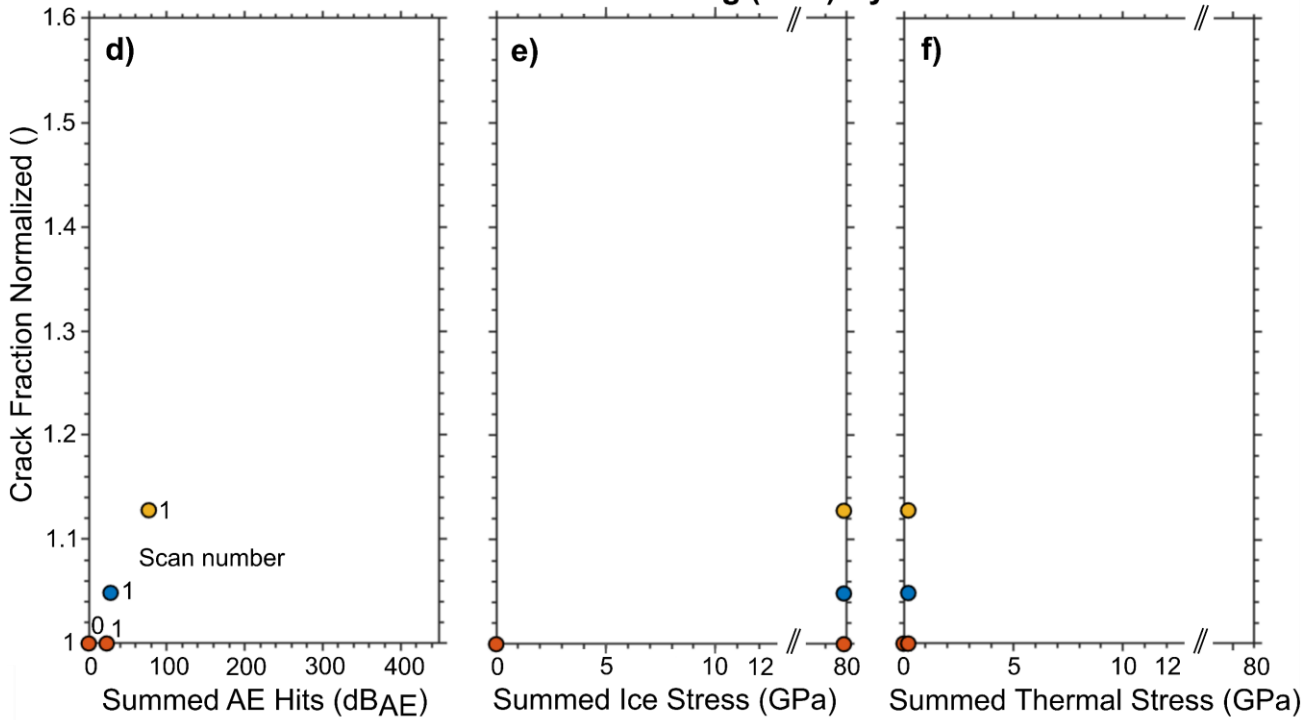 d)
e)
f)
Crack Fraction Normalized ()
1.6
1.5
1.4
1.3
1.2
1.1
1
1
Scan number
1
0 1
0 100 200 300 400
0 5 10 12 // 80
0 5 10 12 // 80
Summed AE Hits (dBAE)
Summed Ice Stress (GPa)
Summed Thermal Stress (GPa)